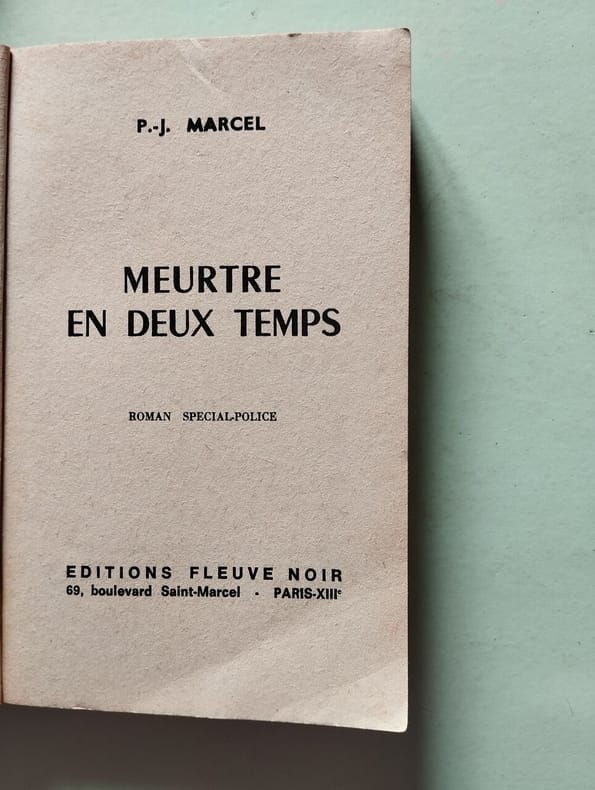 P.-J. MARCEL
MEURTRE
EN DEUX TEMPS
ROMAN SPECIAL-POLICE
EDITIONS FLEUVE NOIR
69, boulevard Saint-Marcel - PARIS-XIIIᵉ